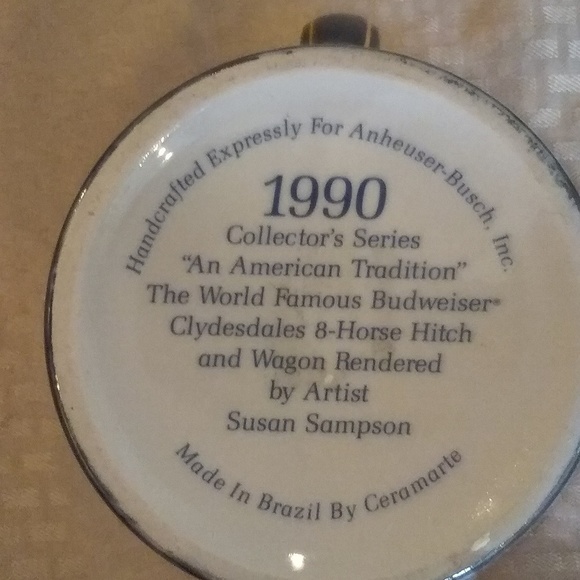 Handcrafted Expressly For Anheuser-Busch, Inc.
1990
Collector's Series
"An American Tradition"
The World Famous Budweiser®
Clydesdales 8-Horse Hitch
and Wagon Rendered
by Artist
Susan Sampson
Made In Brazil By Ceramarte